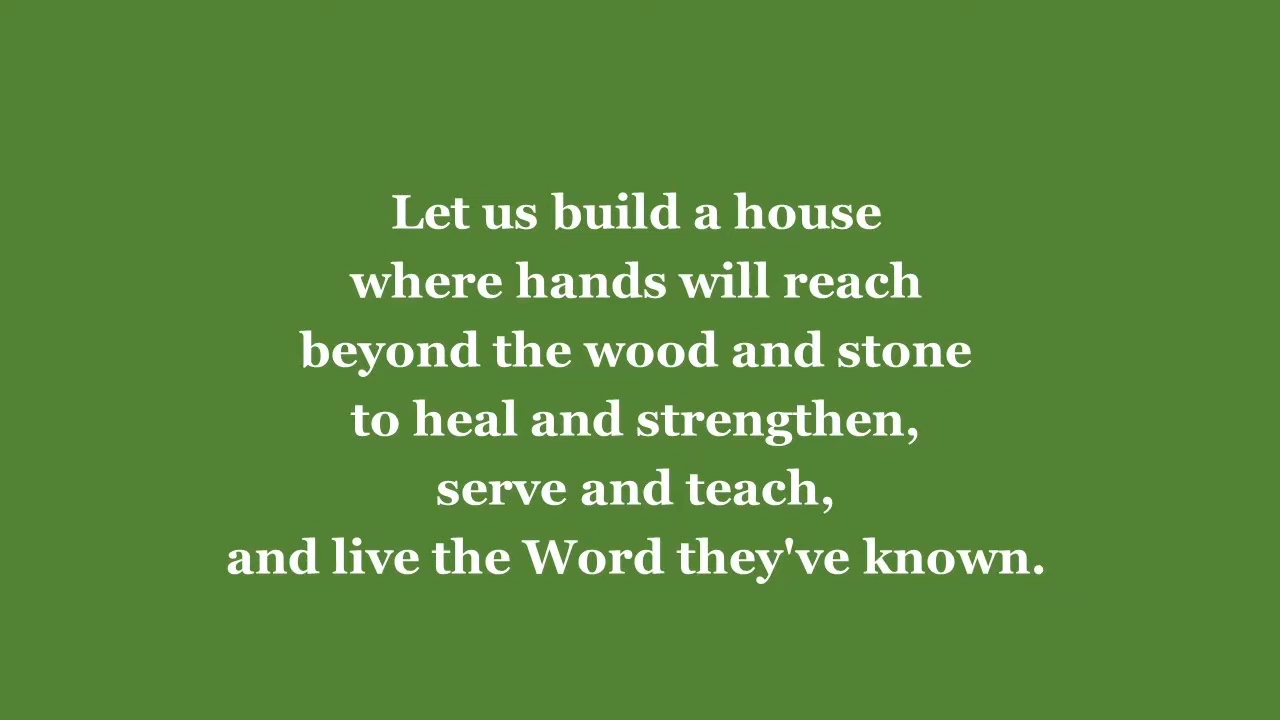 Let us build a house
where hands will reach
beyond the wood and stone
to heal and strengthen,
serve and teach,
and live the Word they've known.